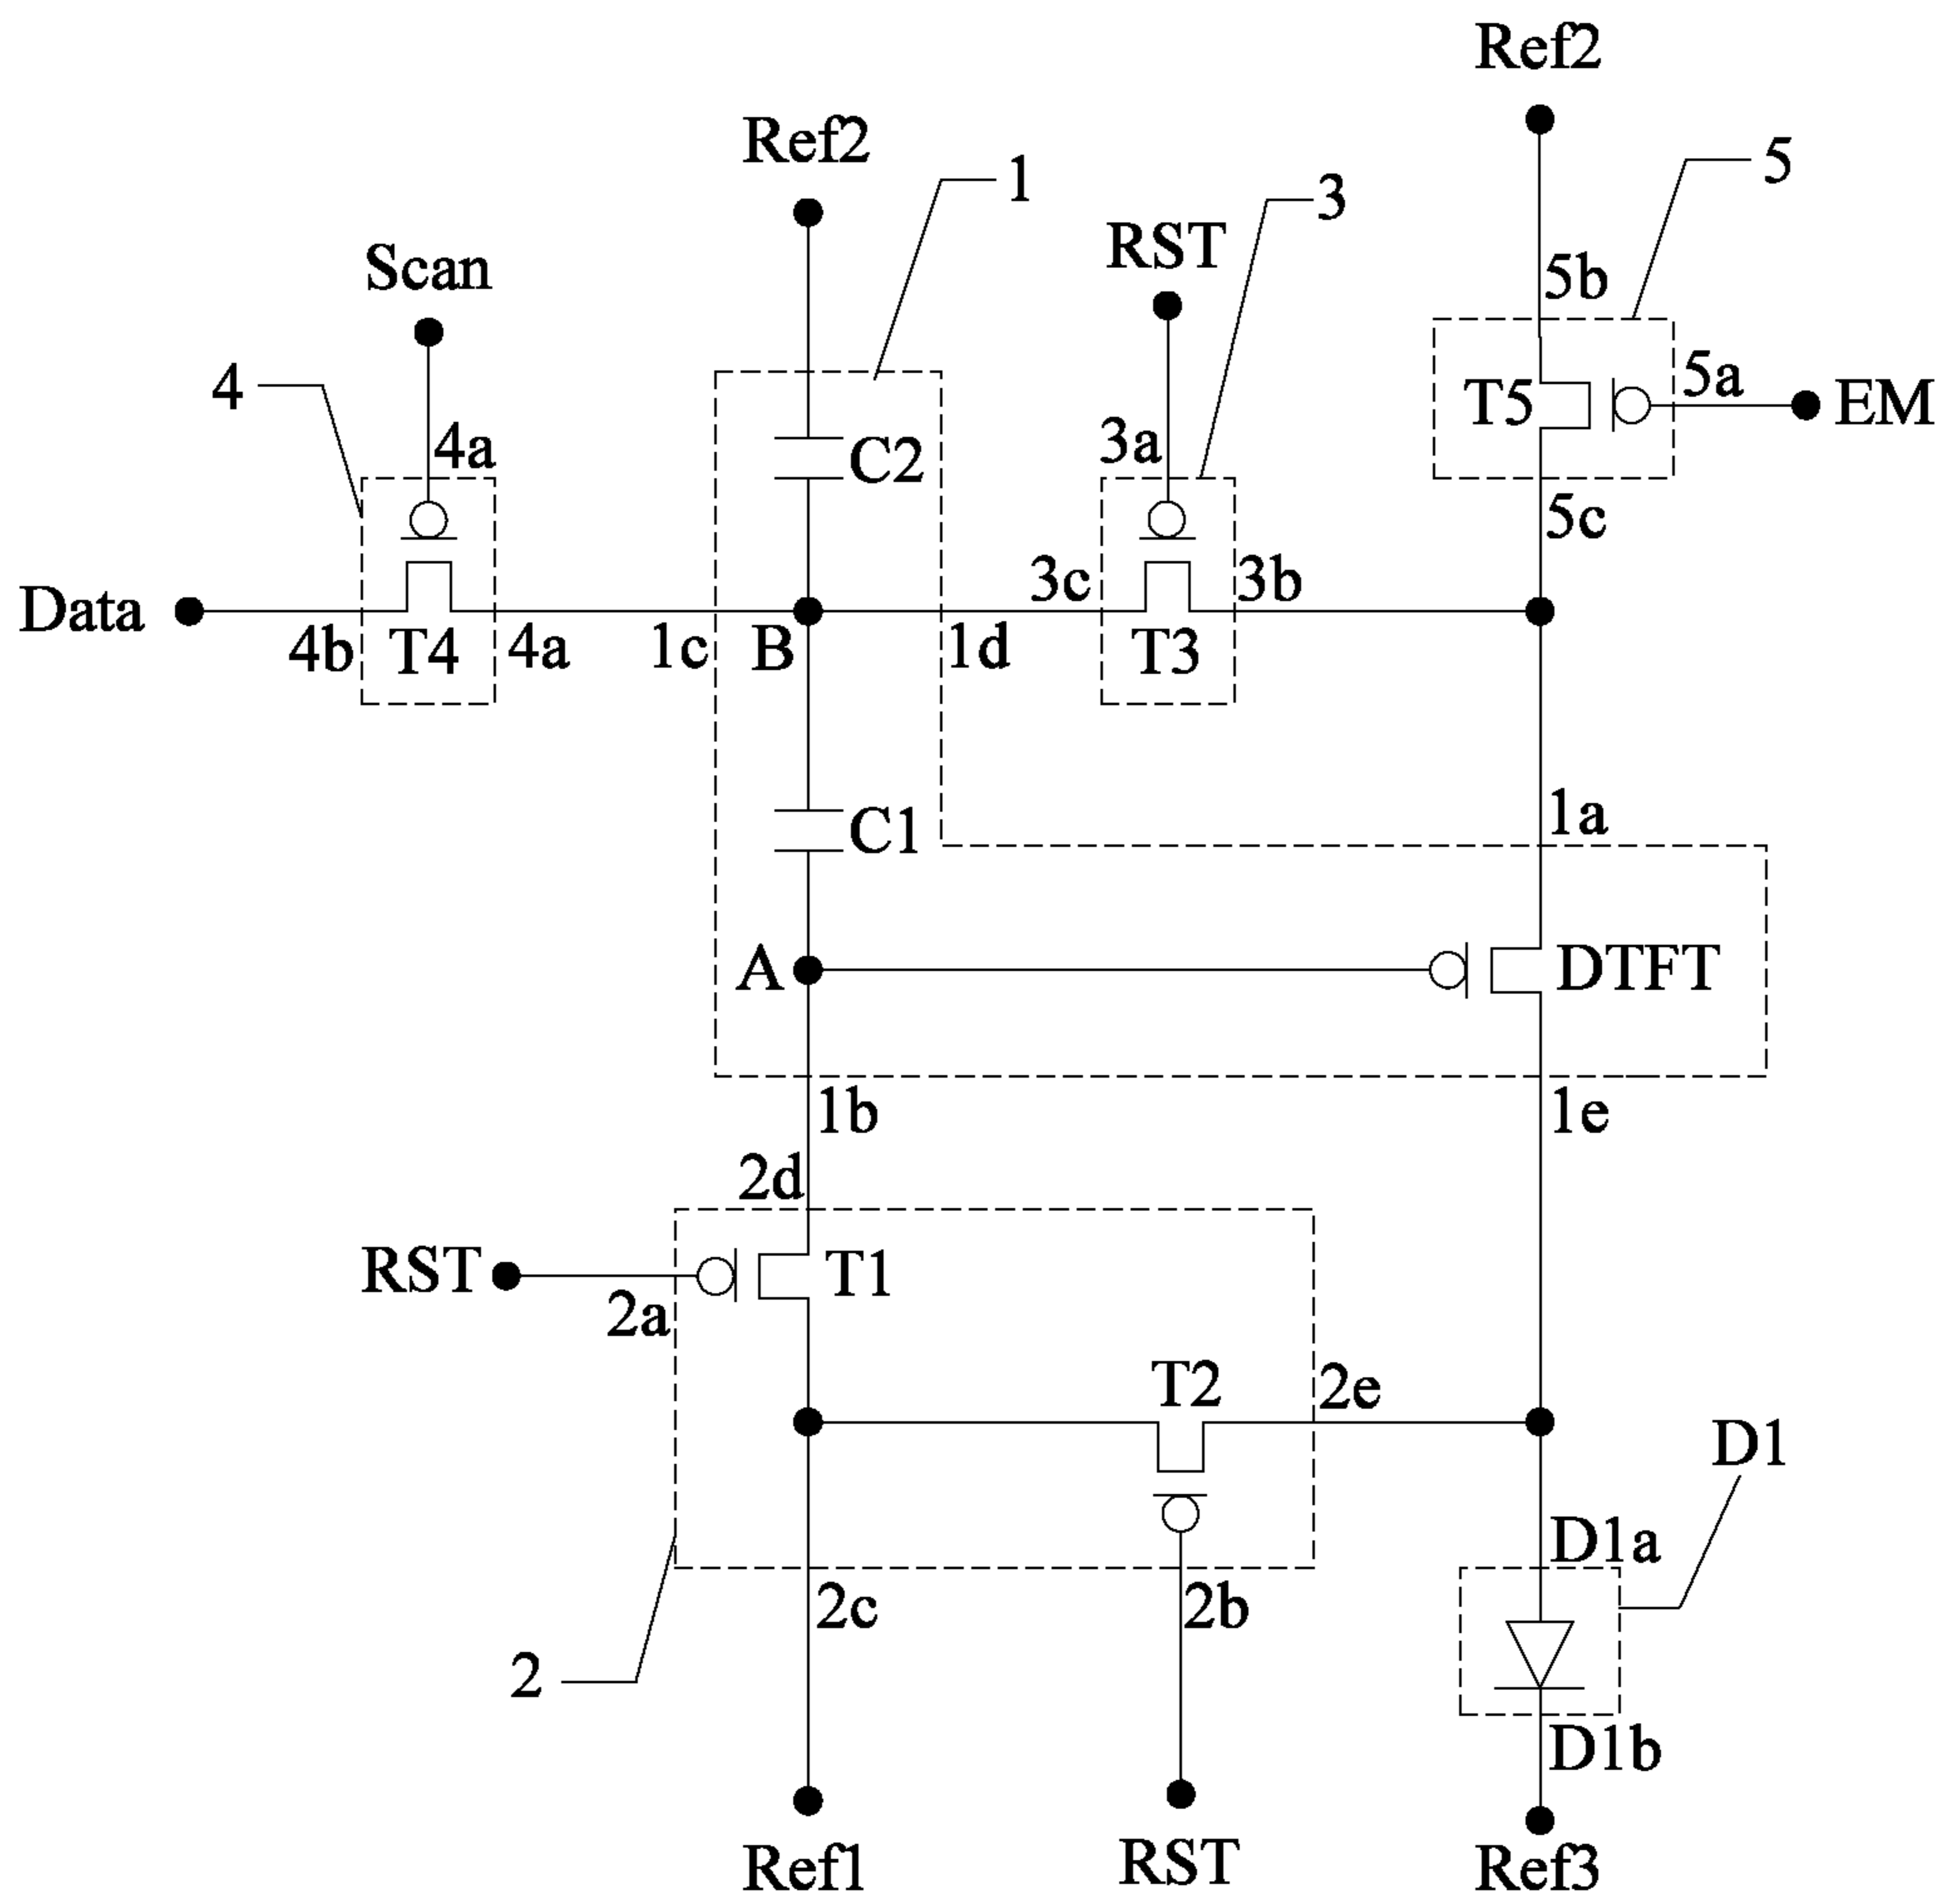 Ref2
Ref2
1
5
3
RST
Scan
5b
4
T5
5a
EM
4a
3a
C2
5c
Data
3c
3b
4b
T4
4a
1c
B
1d
T3
1a
C1
A
DTFT
1b
1e
2d
RST
T1
2a
T2
2e
D1
D1a
2c
2b
2
D1b
Ref1
RST
Ref3